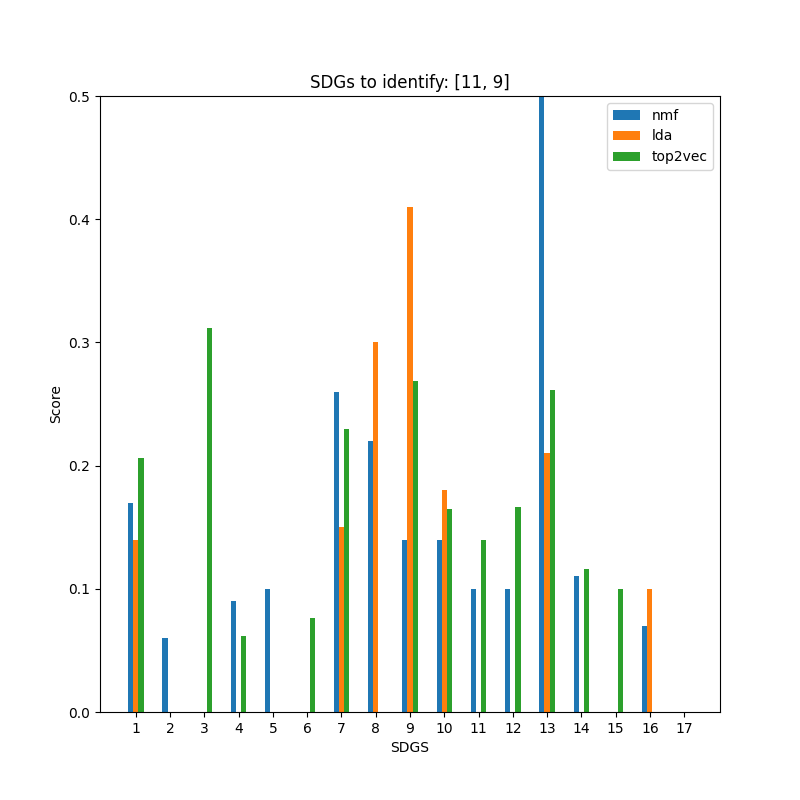 SDGs to identify: [11, 9]
nmf
lda
top2vec
0.5
0.4
0.3
0.2
0.1
0.0
Score
1 2 3 4 5 6 7 8 9 10 11 12 13 14 15 16 17
SDGS